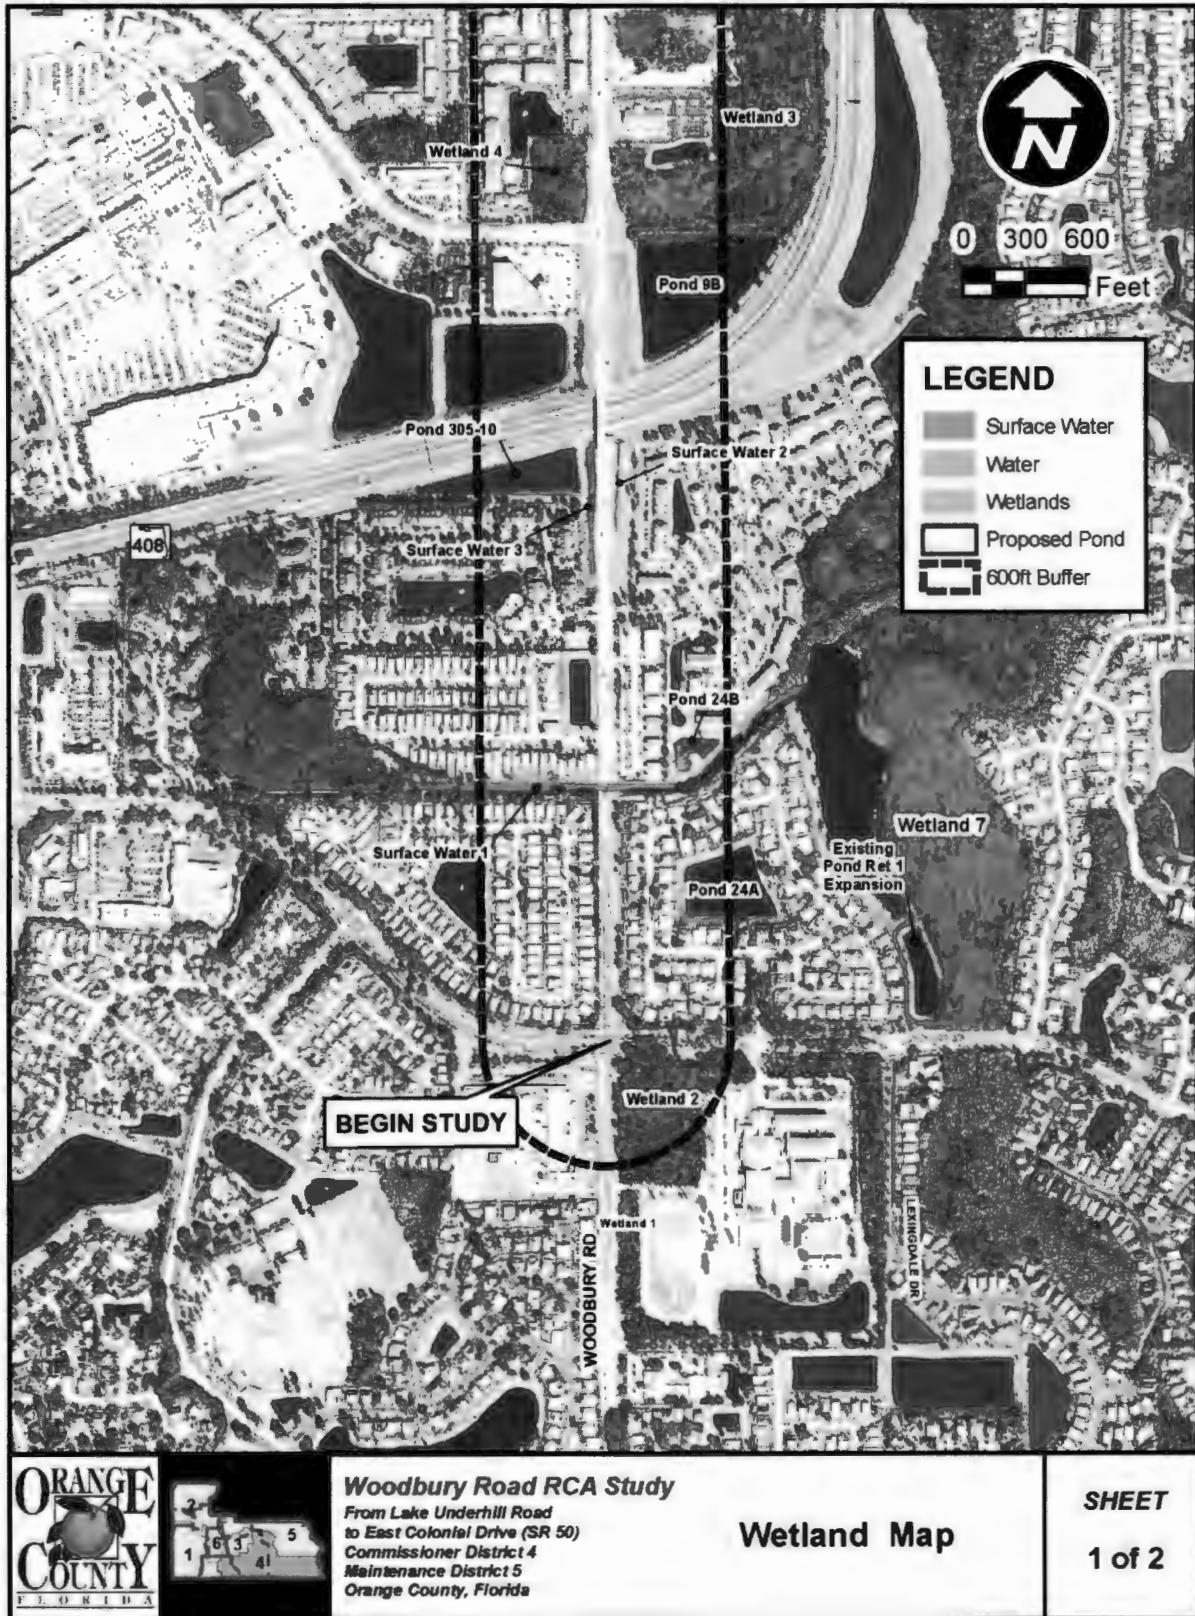 Wetland 3
Wetland 4
N
0 300 600
Feet
Pond 9B
LEGEND
Surface Water
Water
Wetlands
Proposed Pond
600ft Buffer
Pond 305-10
Surface Water 2
408
Surface Water 3
Pond 24B
Wetland 7
Surface Water 1
Existing
Pond Ret 1
Expansion
Pond 24A
Wetland 2
BEGIN STUDY
Wetland 1
WOODBURY RD
LEXINGDALE DR
ORANGE
COUNTY
FLORIDA
2
1
6
3
4
5
Woodbury Road RCA Study
From Lake Underhill Road
to East Colonial Drive (SR 50)
Commissioner District 4
Maintenance District 5
Orange County, Florida
Wetland Map
SHEET
1 of 2